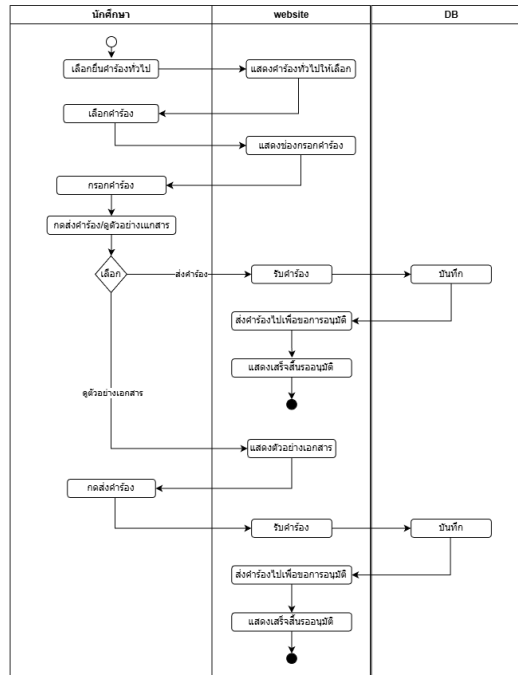 นักศึกษา
website
DB
เลือกยื่นคำร้องทั่วไป
แสดงคำร้องทั่วไปให้เลือก
เลือกคำร้อง
แสดงช่องกรอกคำร้อง
กรอกคำร้อง
กดส่งคำร้อง/ดูตัวอย่างแกสาร
เลือก
ส่งคำร้อง
รับคำร้อง
บันทึก
ส่งคำร้องไปเพื่อขอการอนุมัติ
แสดงเสร็จสิ้นรออนุมัติ
ดูตัวอย่างเอกสาร
แสดงตัวอย่างเอกสาร
กดส่งคำร้อง
รับคำร้อง
บันทึก
ส่งคำร้องไปเพื่อขอการอนุมัติ
แสดงเสร็จสิ้นรออนุมัติ